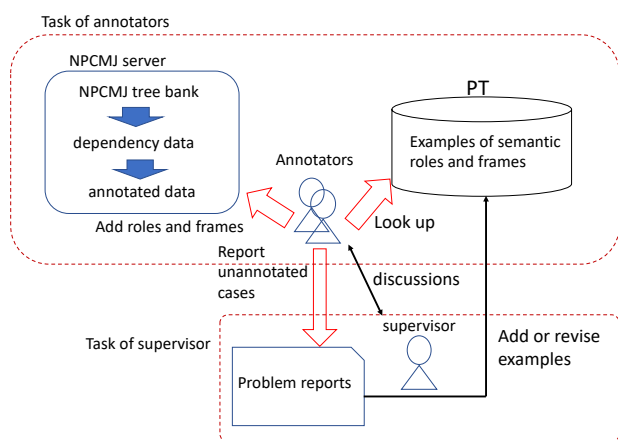 Task of annotators
NPCMJ server
NPCMJ tree bank
dependency data
annotated data
Add roles and frames
Annotators
PT
Examples of semantic
roles and frames
Look up
Report
unannotated
cases
discussions
Task of supervisor
supervisor
Problem reports
Add or revise
examples